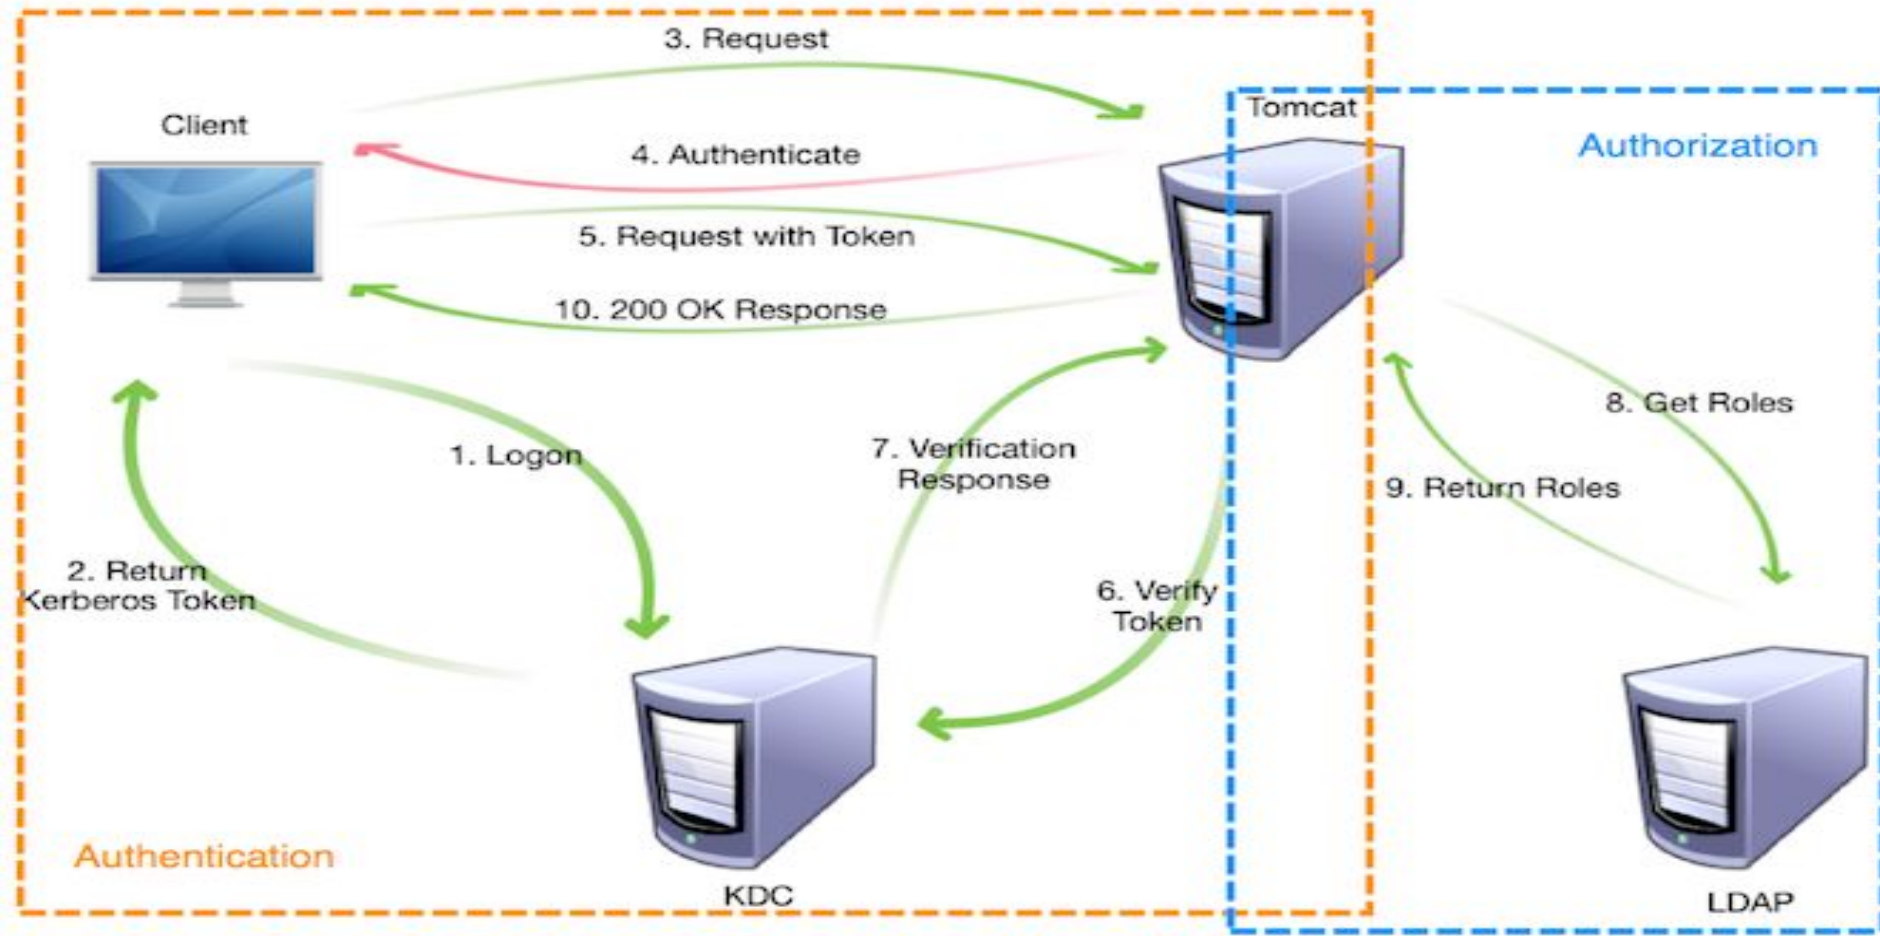 3. Request
Tomcat
Client
Authorization
4. Authenticate
5. Request with Token
10. 200 OK Response
8. Get Roles
1. Logon
7. Verification
Response
9. Return Roles
2. Return
Kerberos Token
6. Verify
Token
Authentication
KDC
LDAP